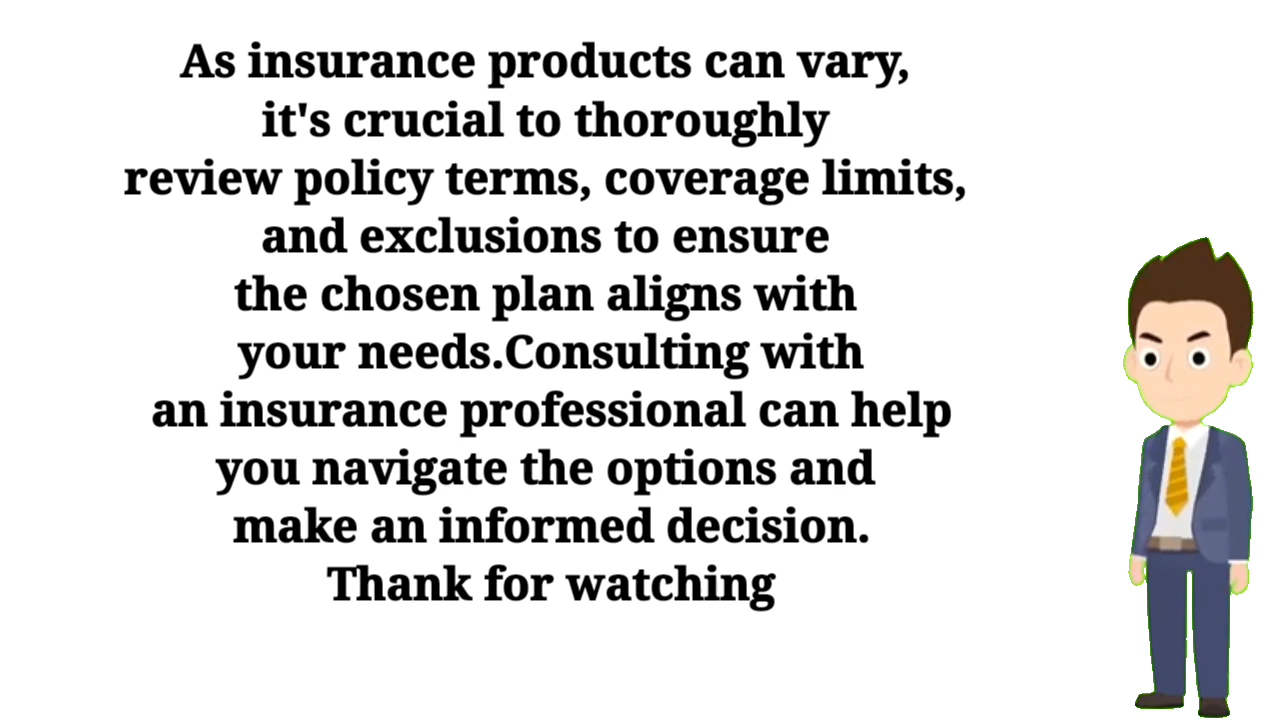 As insurance products can vary,
it's crucial to thoroughly
review policy terms, coverage limits,
and exclusions to ensure
the chosen plan aligns with
your needs.Consulting with
an insurance professional can help
you navigate the options and
make an informed decision.
Thank for watching